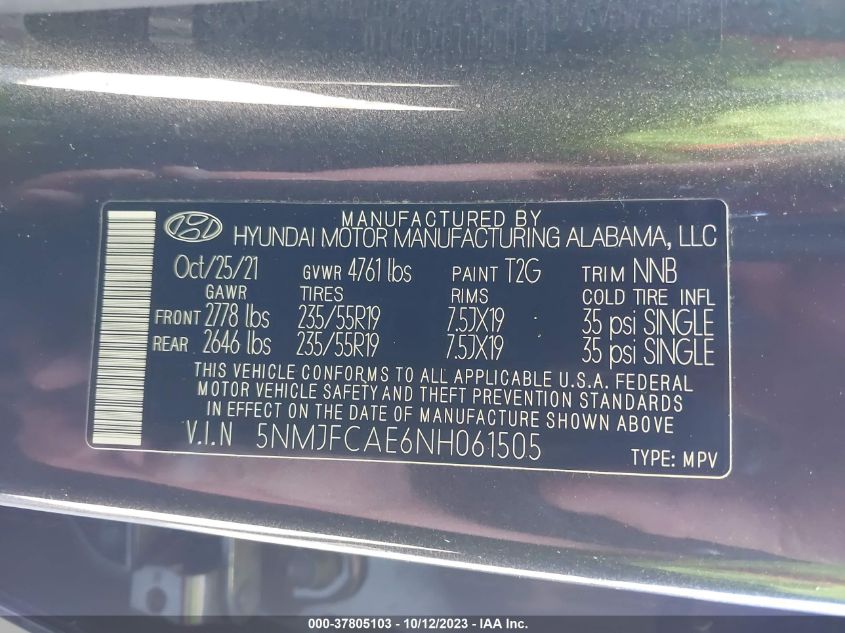 MANUFACTURED BY
HYUNDAI MOTOR MANUFACTURING ALABAMA, LLC
Oct/25/21 GVWR 4761 lbs PAINT T2G TRIM NNB
GAWR TIRES RIMS COLD TIRE INFL
FRONT 2778 lbs 235/55R19 7.5JX19 35 psi SINGLE
REAR 2646 lbs 235/55R19 7.5JX19 35 psi SINGLE
THIS VEHICLE CONFORMS TO ALL APPLICABLE U.S.A. FEDERAL
MOTOR VEHICLE SAFETY AND THEFT PREVENTION STANDARDS
IN EFFECT ON THE DATE OF MANUFACTURE SHOWN ABOVE
V.I.N 5NMJFCAE6NH061505
TYPE: MPV
000-37805103 - 10/12/2023 - IAA Inc.